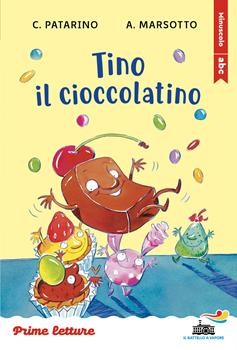 C. PATARINO A. MARSOTTO
Tino
il cioccolatino
Minuscolo
abc
Prime letture
IL BATTELLO A VAPORE